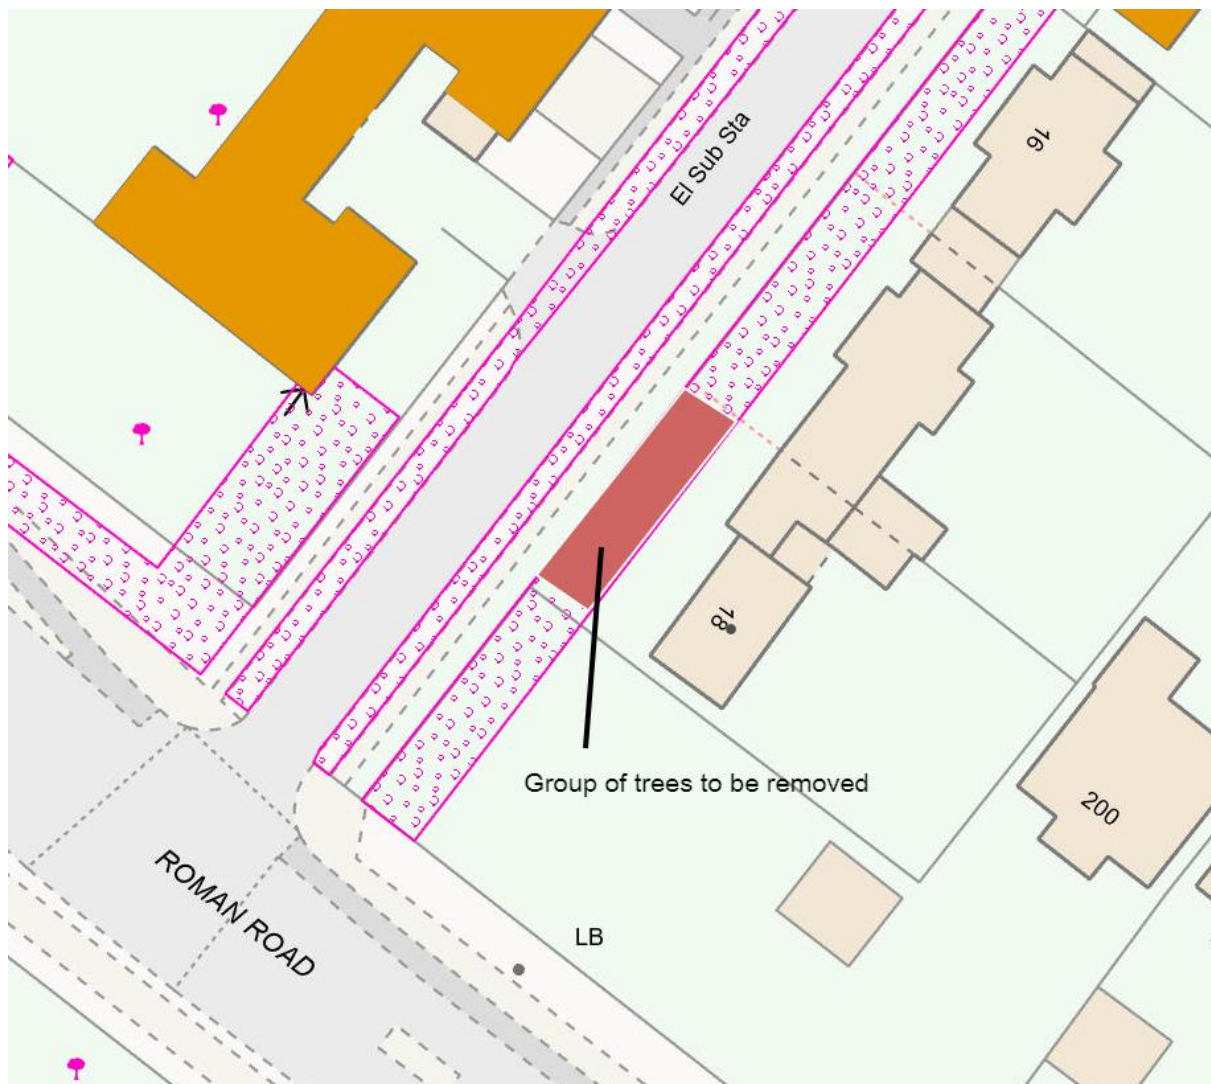 El Sub Sta
16
18
Group of trees to be removed
200
ROMAN ROAD
LB